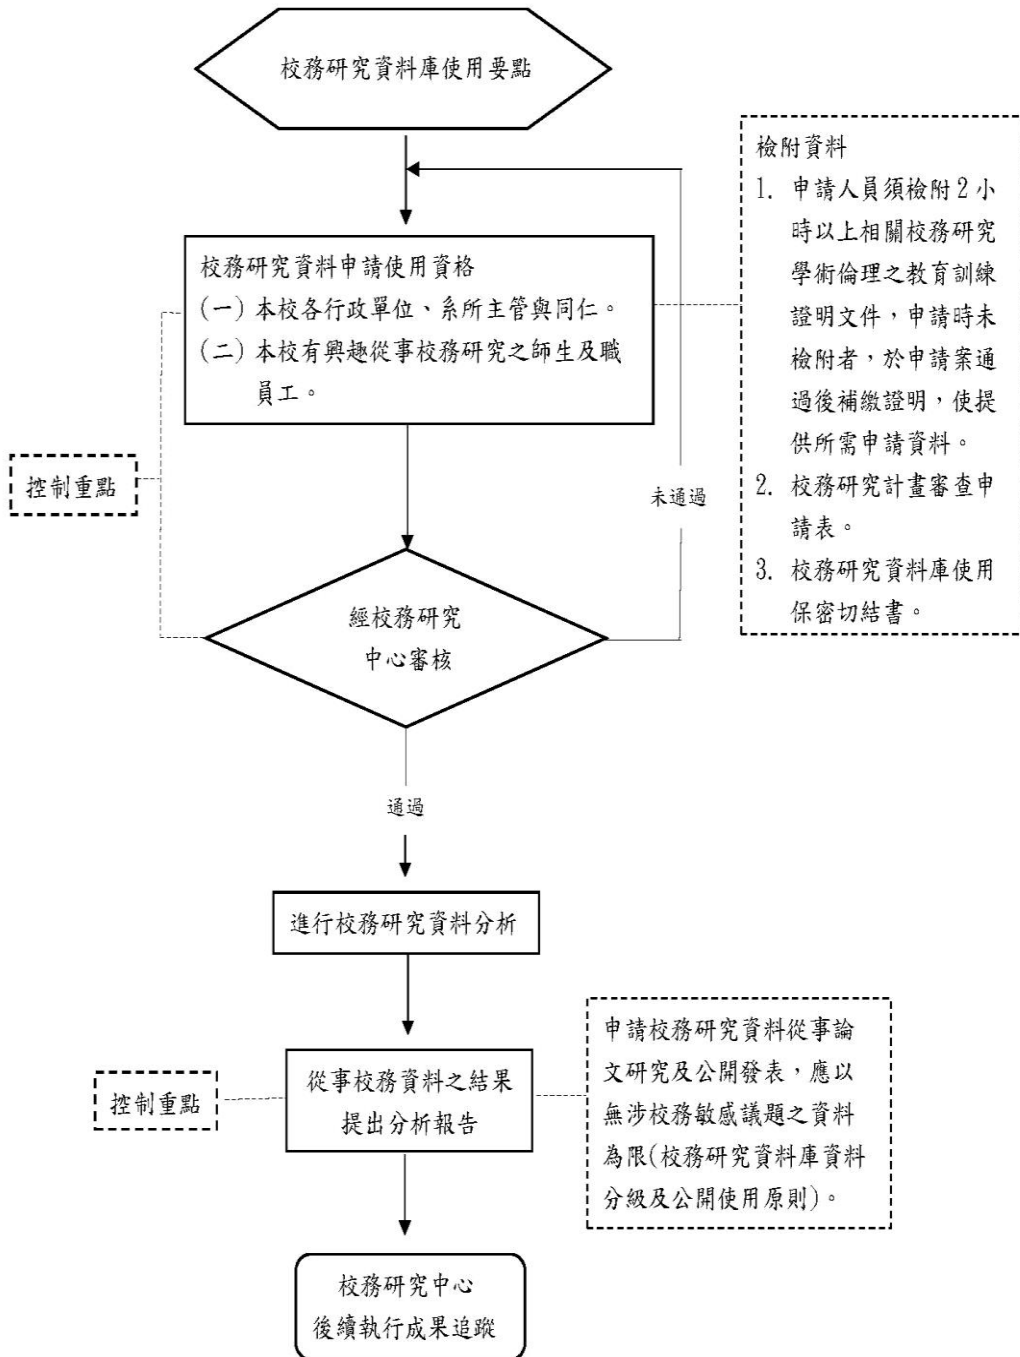 校務研究資料庫使用要點
檢附資料
1. 申請人員須檢附2小
時以上相關校務研究
學術倫理之教育訓練
證明文件，申請時未
檢附者，於申請案通
過後補繳證明，使提
供所需申請資料。
2. 校務研究計畫審查申
請表。
3. 校務研究資料庫使用
保密切結書。
校務研究資料申請使用資格
(一)本校各行政單位、系所主管與同仁。
(二)本校有興趣從事校務研究之師生及職
員工。
控制重點
未通過
經校務研究
中心審核
通過
進行校務研究資料分析
從事校務資料之結果
提出分析報告
控制重點
申請校務研究資料從事論
文研究及公開發表，應以
無涉校務敏感議題之資料
為限(校務研究資料庫資料
分級及公開使用原則)。
校務研究中心
後續執行成果追蹤